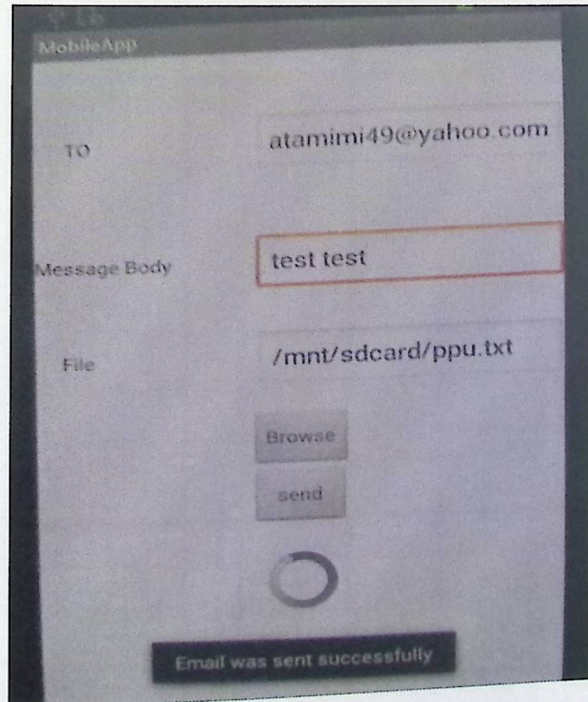 MobileApp
TO
atamimi49@yahoo.com
Message Body
test test
File
/mnt/sdcard/ppu.txt
Browse
send
Email was sent successfully